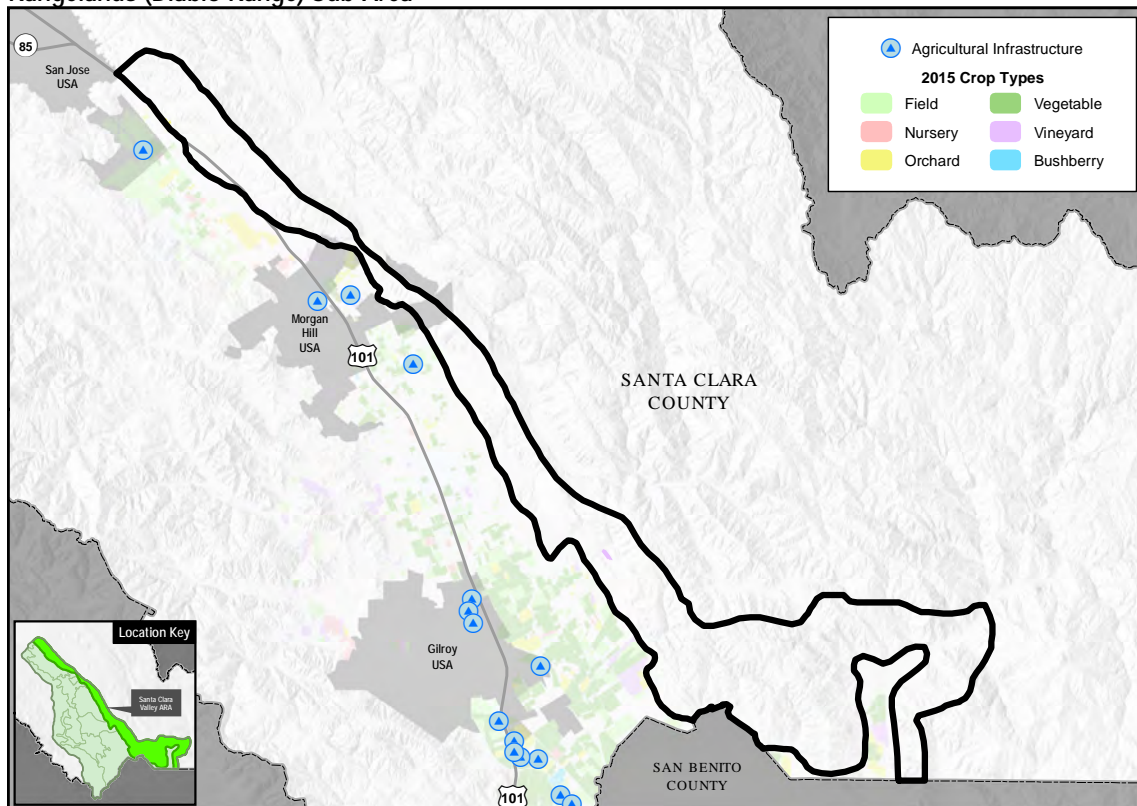 Rangelands (Diablo Range) Sub-Area
85
San Jose
USA
Agricultural Infrastructure
2015 Crop Types
Field
Vegetable
Nursery
Vineyard
Orchard
Bushberry
Morgan
Hill
USA
101
SANTA CLARA
COUNTY
Gilroy
USA
Location Key
Santa Clara
Valley ARA
SAN BENITO
COUNTY
101